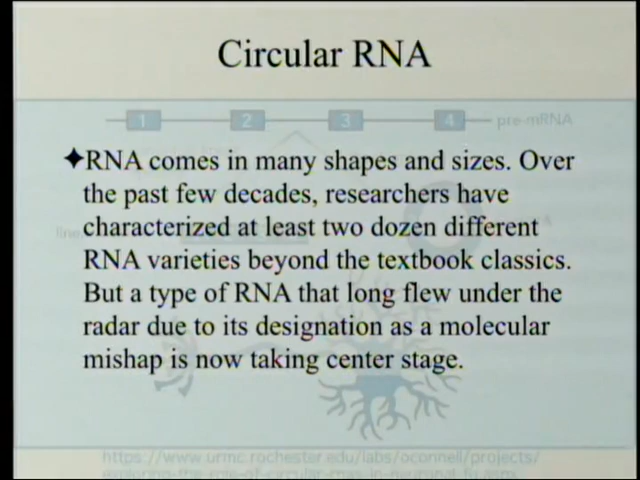 Circular RNA
1 2 3 4 pre-mRNA
✦RNA comes in many shapes and sizes. Over
the past few decades, researchers have
characterized at least two dozen different
RNA varieties beyond the textbook classics.
But a type of RNA that long flew under the
radar due to its designation as a molecular
mishap is now taking center stage.
https://www.urmc.rochester.edu/labs/oconnell/projects/